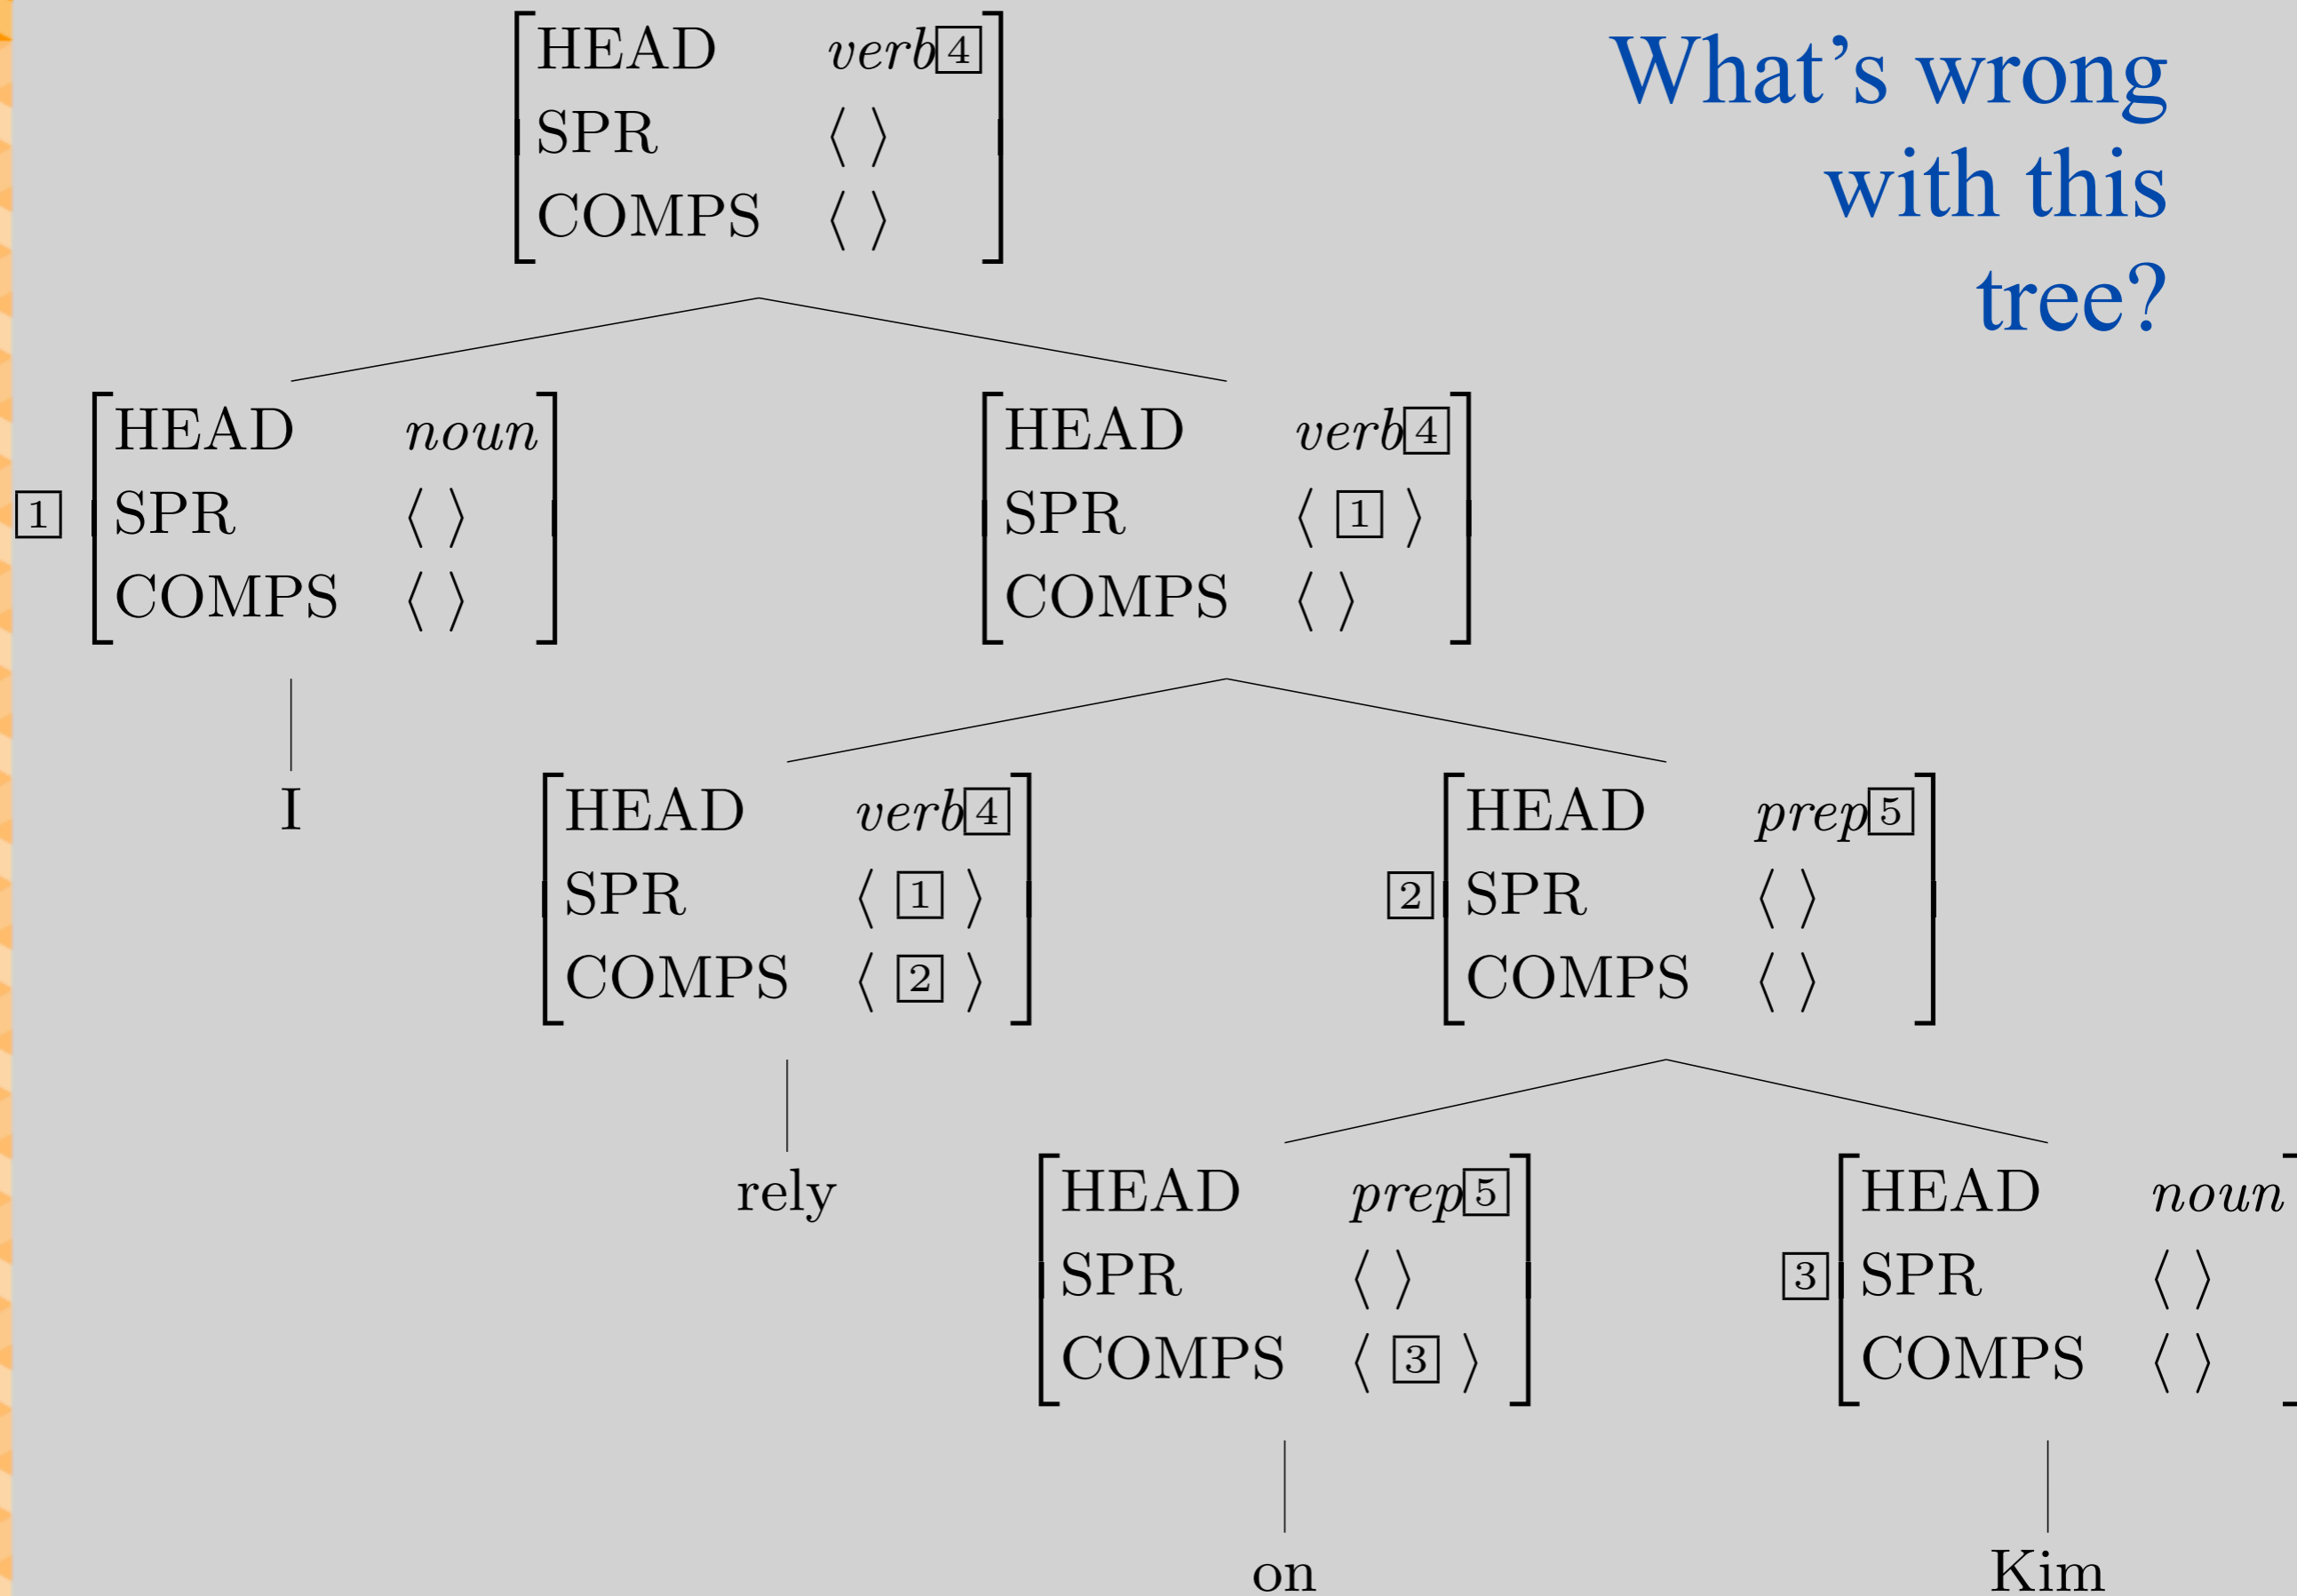 What's wrong
with this
tree?
HEAD verb 4
SPR ⟨ ⟩
COMPS ⟨ ⟩
1
HEAD noun
SPR ⟨ ⟩
COMPS ⟨ ⟩
HEAD verb 4
SPR ⟨ 1 ⟩
COMPS ⟨ ⟩
I
HEAD verb 4
SPR ⟨ 1 ⟩
COMPS ⟨ 2 ⟩
2
HEAD prep 5
SPR ⟨ ⟩
COMPS ⟨ ⟩
rely
HEAD prep 5
SPR ⟨ ⟩
COMPS ⟨ 3 ⟩
3
HEAD noun
SPR ⟨ ⟩
COMPS ⟨ ⟩
on
Kim